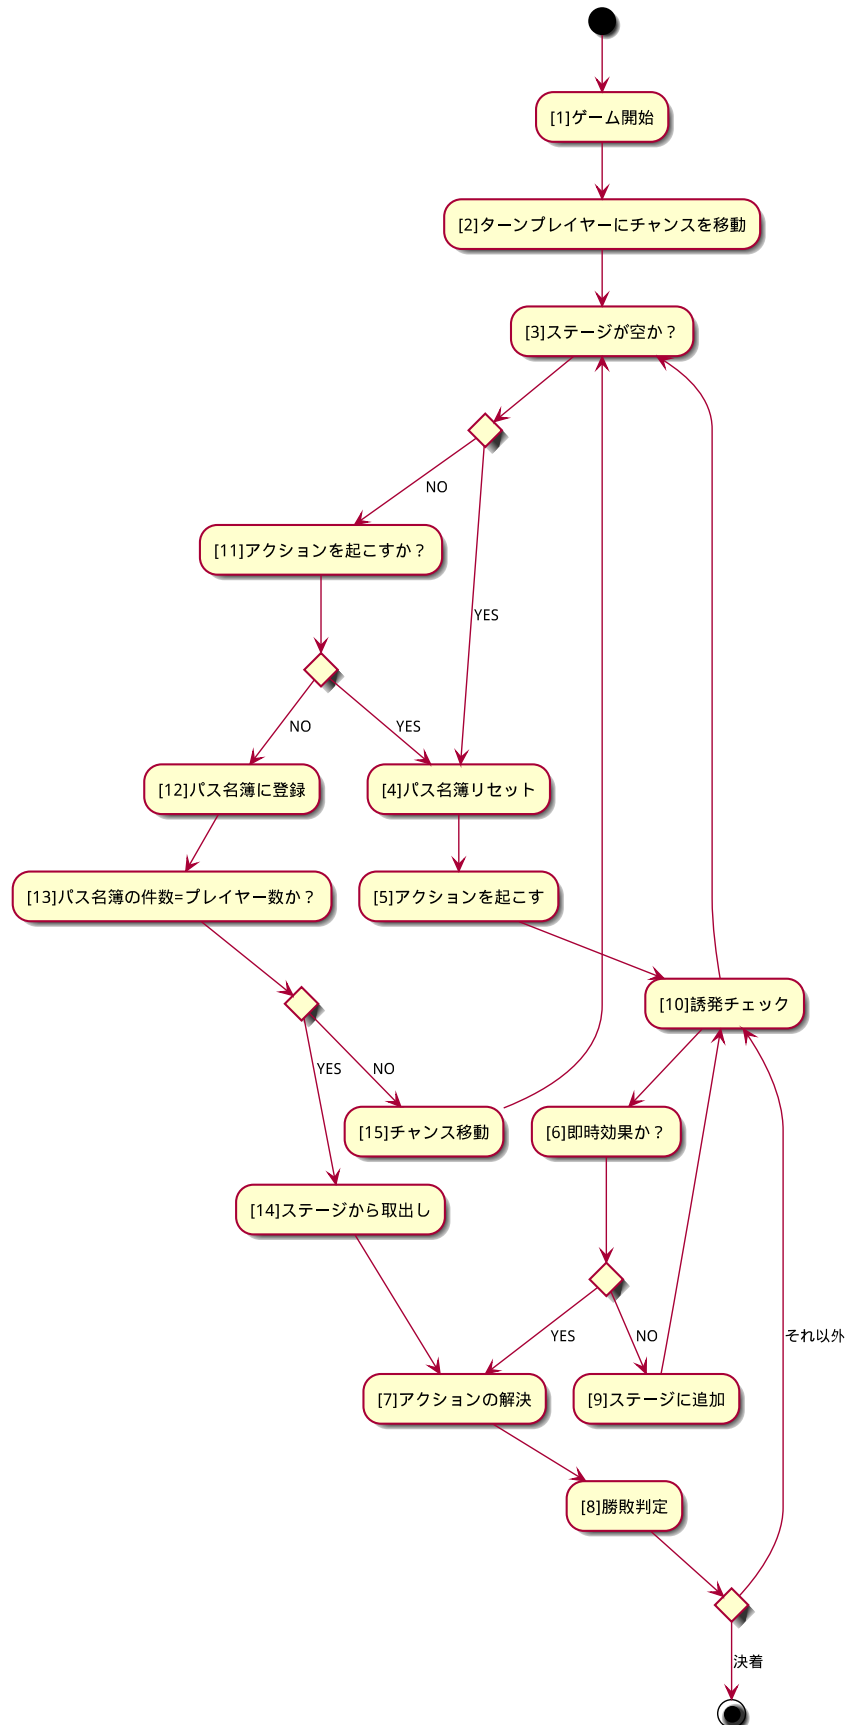 [1]ゲーム開始
[2]ターンプレイヤーにチャンスを移動
[3]ステージが空か？
NO
[11]アクションを起こすか？
YES
NO
YES
[12]パス名簿に登録
[4]パス名簿リセット
[13]パス名簿の件数=プレイヤー数か？
[5]アクションを起こす
[10]誘発チェック
YES
NO
[15]チャンス移動
[6]即時効果か？
[14]ステージから取出し
YES
NO
それ以外
[7]アクションの解決
[9]ステージに追加
[8]勝敗判定
決着